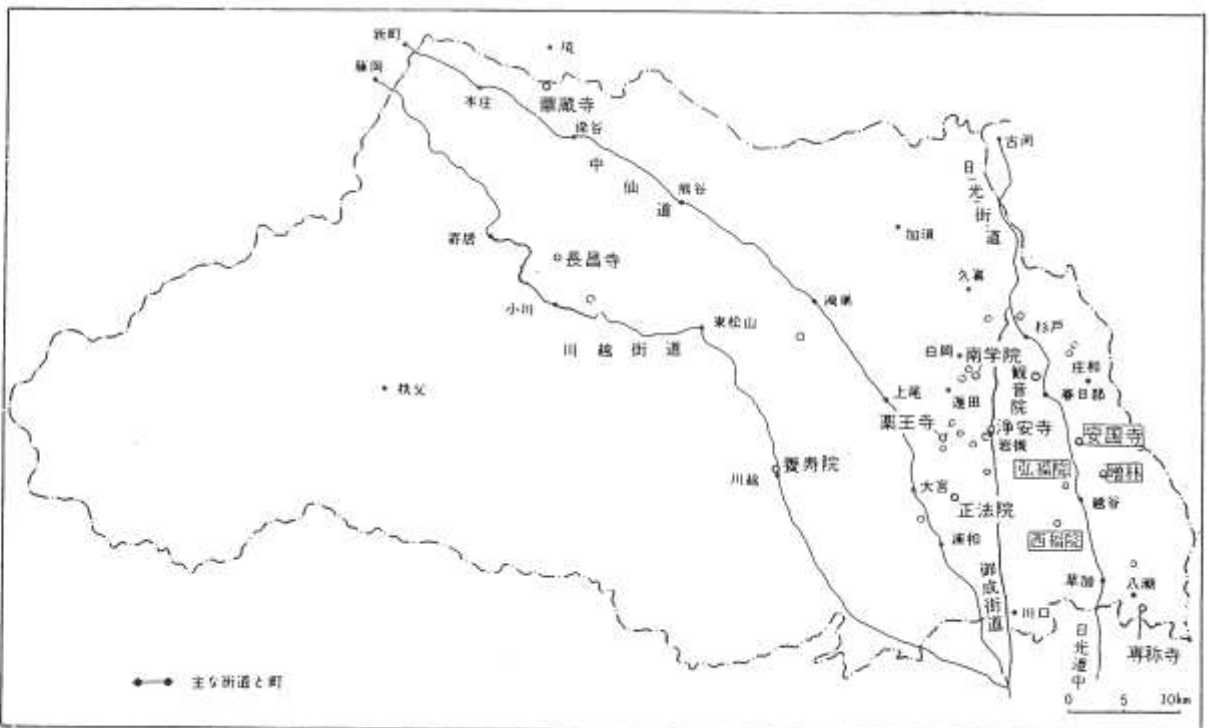 新町
藤岡
境
本庄
華蔵寺
深谷
中仙道
熊谷
古河
日光街道
加須
寄居
長昌寺
久喜
小川
鴻巣
東松山
川越街道
杉戸
白岡
南学院
庄和
秩父
観音院
蓮田
春日部
上尾
薬王寺
浄安寺
岩槻
安国寺
養寿院
川越
弘福院
増林
大宮
正法院
越谷
浦和
西福院
御成街道
草加
八潮
川口
専称寺
日光道中
主な街道と町
0 5 10km